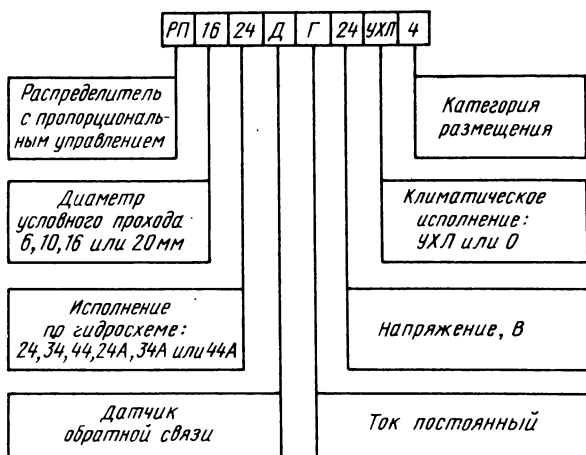 РП 16 24 Д Г 24 УХЛ 4
Распределитель
с пропорциональ-
ным управлением
Категория
размещения
Диаметр
условного прохода
6, 10, 16 или 20 мм
Климатическое
исполнение:
УХЛ или О
Исполнение
по гидросхеме:
24, 34, 44, 24А, 34А или 44А
Напряжение, В
Датчик
обратной связи
Ток постоянный